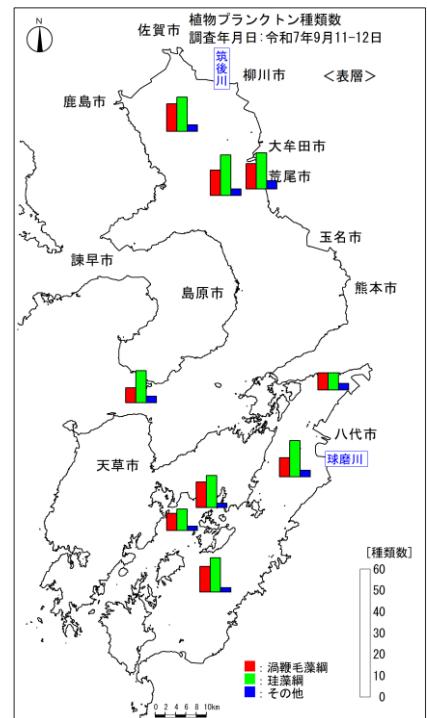 植物プランクトン種類数
調査年月日:令和7年9月11-12日
<表層>
N
佐賀市
筑後川
柳川市
鹿島市
大牟田市
荒尾市
玉名市
諫早市
島原市
熊本市
八代市
天草市
球磨川
[種類数]
60
50
40
30
20
10
0
:渦鞭毛藻綱
:珪藻綱
:その他
0 2 4 6 8 10km